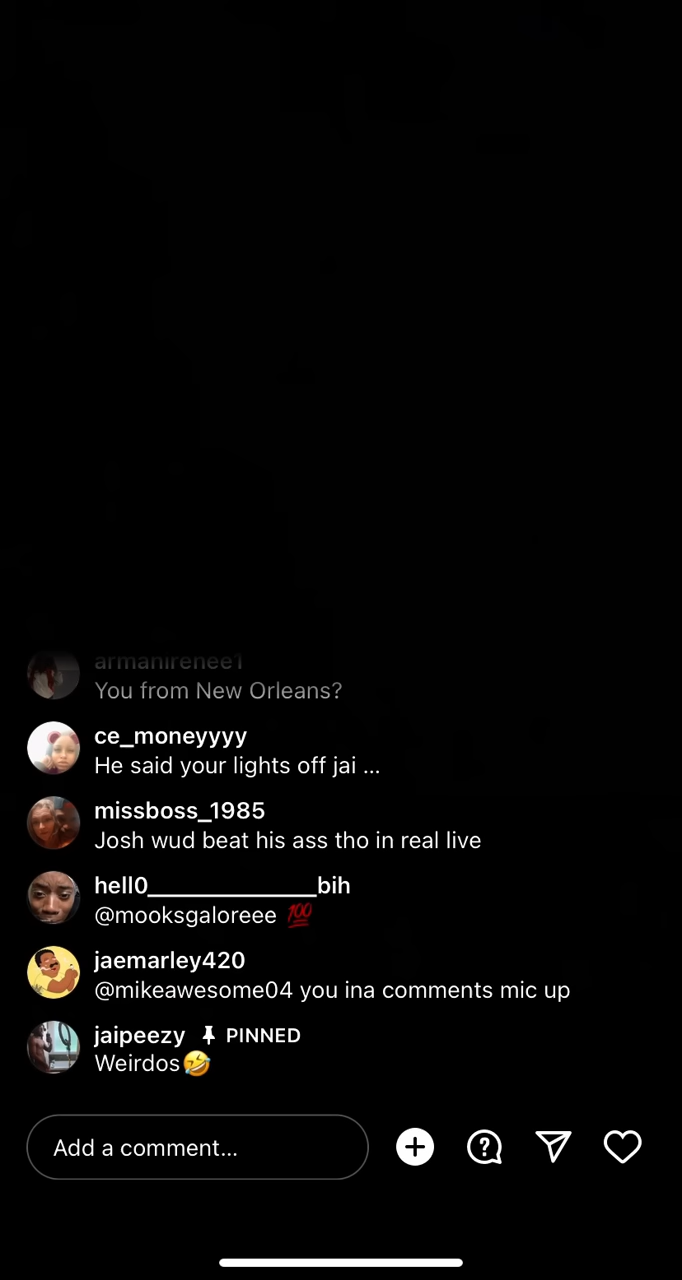 armanirenee1
You from New Orleans?
ce_moneyyyy
He said your lights off jai ...
missboss_1985
Josh wud beat his ass tho in real live
hell0______________bih
@mooksgaloreee 💯
jaemarley420
@mikeawesome04 you ina comments mic up
jaipeezy PINNED
Weirdos🤣
Add a comment...